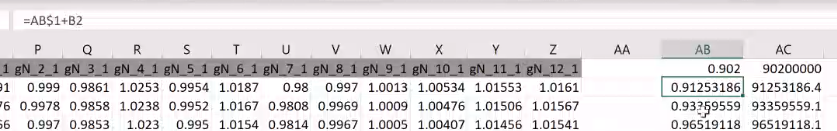 =AB$1+B2
P Q R S T U V W X Y Z AA AB AC
_1 gN_2_1 gN_3_1 gN_4_1 gN_5_1 gN_6_1 gN_7_1 gN_8_1 gN_9_1 gN_10_1 gN_11_1 gN_12_1 0.902 90200000
91 0.999 0.9861 1.0253 0.9954 1.0187 0.98 0.997 1.0013 1.00534 1.01553 1.0161 0.91253186 91253186.4
76 0.9978 0.9858 1.0238 0.9952 1.0167 0.9808 0.9969 1.0009 1.00476 1.01506 1.01567 0.93359559 93359559.1
66 0.997 0.9853 1.023 0.995 1.0154 0.9814 0.9967 1.0005 1.00407 1.01456 1.01541 0.96519118 96519118.1